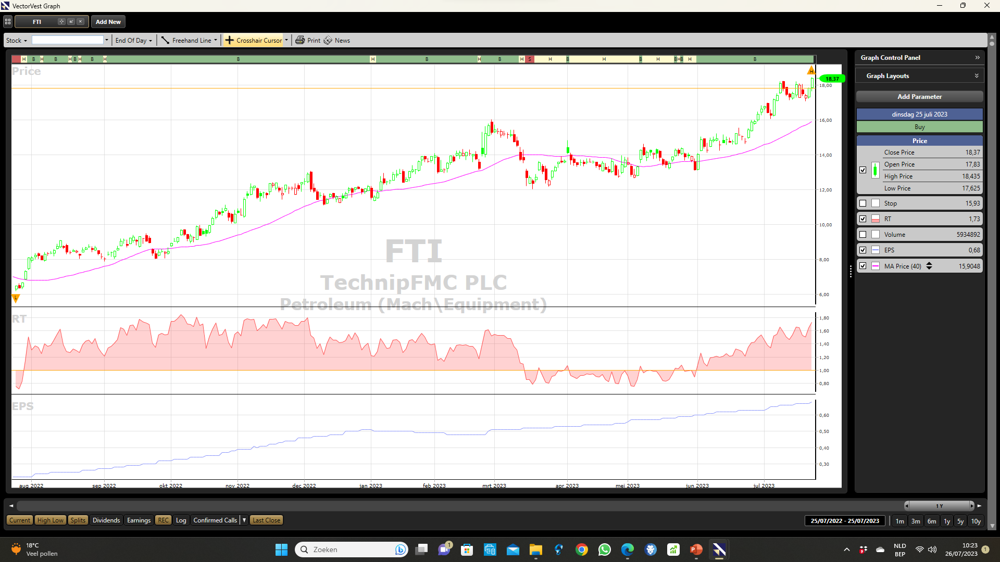 VectorVest Graph
FTI
Add New
Stock
End Of Day
Freehand Line
Crosshair Cursor
Print
News
H B H B H B H B H B H B H B H S H B H B H B H B H B
Price
H
18,37
18,00
16,00
14,00
12,00
10,00
8,00
6,00
L
FTI
TechnipFMC PLC
Petroleum (Mach\Equipment)
RT
1,80
1,60
1,40
1,20
1,00
0,80
EPS
0,60
0,50
0,40
0,30
aug 2022 sep 2022 okt 2022 nov 2022 dec 2022 jan 2023 feb 2023 mrt 2023 apr 2023 mei 2023 jun 2023 jul 2023
Graph Control Panel
Graph Layouts
Add Parameter
dinsdag 25 juli 2023
Buy
Price
Close Price 18,37
Open Price 17,83
High Price 18,435
Low Price 17,625
Stop 15,93
RT 1,73
Volume 5934892
EPS 0,68
MA Price (40) 15,9048
1 Y
Current High Low Splits Dividends Earnings REC Log Confirmed Calls Last Close
25/07/2022 - 25/07/2023 1m 3m 6m 1y 5y 10y
18°C
Veel pollen
Zoeken
1
9
NLD
BEP
10:23
26/07/2023
1